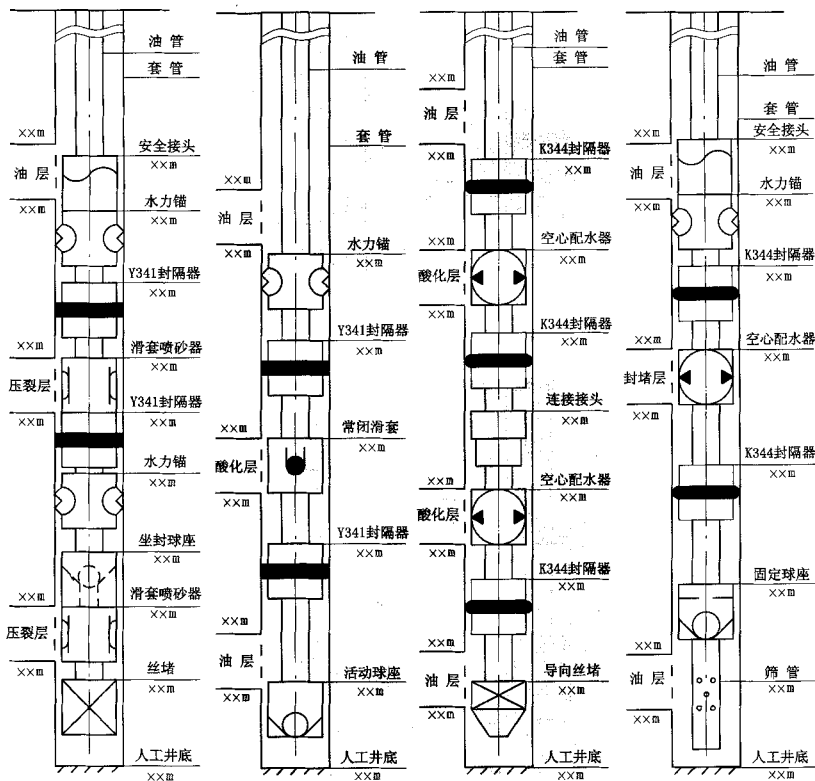 ××m
油 层
××m
××m
压裂层
××m
××m
压裂层
××m
油 管
套 管
安全接头
××m
水力锚
××m
Y341封隔器
××m
滑套喷砂器
××m
Y341封隔器
××m
水力锚
××m
坐封球座
××m
滑套喷砂器
××m
丝堵
××m
人工井底
××m
××m
油 层
××m
××m
酸化层
××m
××m
油 层
××m
油 管
套 管
水力锚
××m
Y341封隔器
××m
常闭滑套
××m
Y341封隔器
××m
活动球座
××m
人工井底
××m
××m
油 层
××m
××m
酸化层
××m
××m
酸化层
××m
××m
油 层
××m
油 管
套 管
K344封隔器
××m
空心配水器
××m
K344封隔器
××m
连接接头
××m
空心配水器
××m
K344封隔器
××m
导向丝堵
××m
人工井底
××m
××m
油 层
××m
××m
封堵层
××m
××m
油 层
××m
油 管
套 管
安全接头
××m
水力锚
××m
K344封隔器
××m
空心配水器
××m
K344封隔器
××m
固定球座
××m
筛 管
××m
人工井底
××m